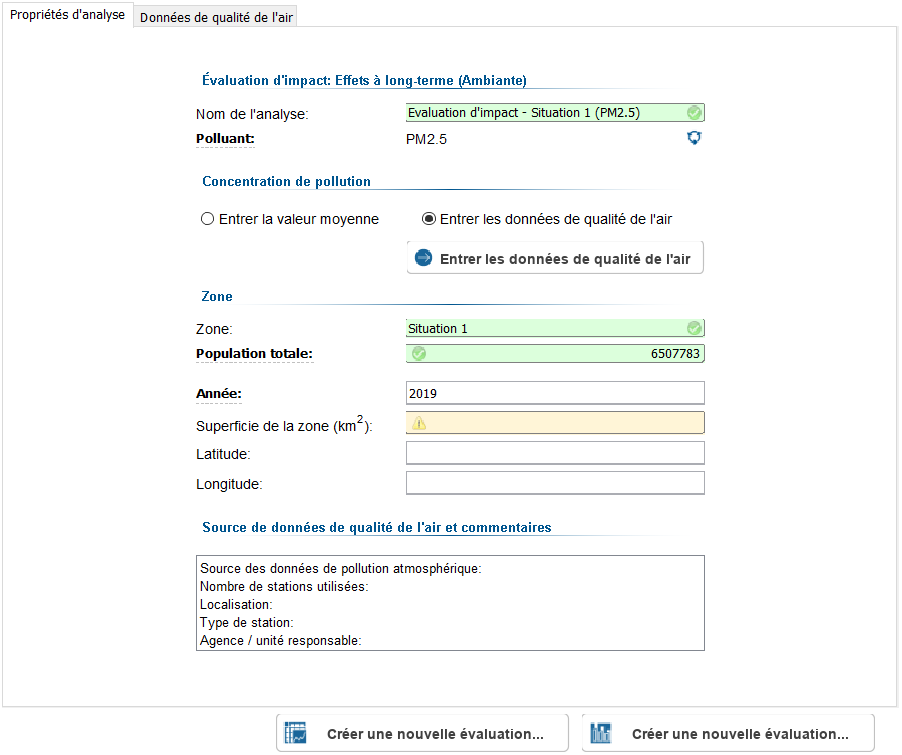 Propriétés d'analyse
Données de qualité de l'air
Évaluation d'impact: Effets à long-terme (Ambiante)
Nom de l'analyse:
Evaluation d'impact - Situation 1 (PM2.5)
Polluant:
PM2.5
Concentration de pollution
Entrer la valeur moyenne
Entrer les données de qualité de l'air
Entrer les données de qualité de l'air
Zone
Zone:
Situation 1
Population totale:
6507783
Année:
2019
Superficie de la zone (km²):
Latitude:
Longitude:
Source de données de qualité de l'air et commentaires
Source des données de pollution atmosphérique:
Nombre de stations utilisées:
Localisation:
Type de station:
Agence / unité responsable:
Créer une nouvelle évaluation...
Créer une nouvelle évaluation...